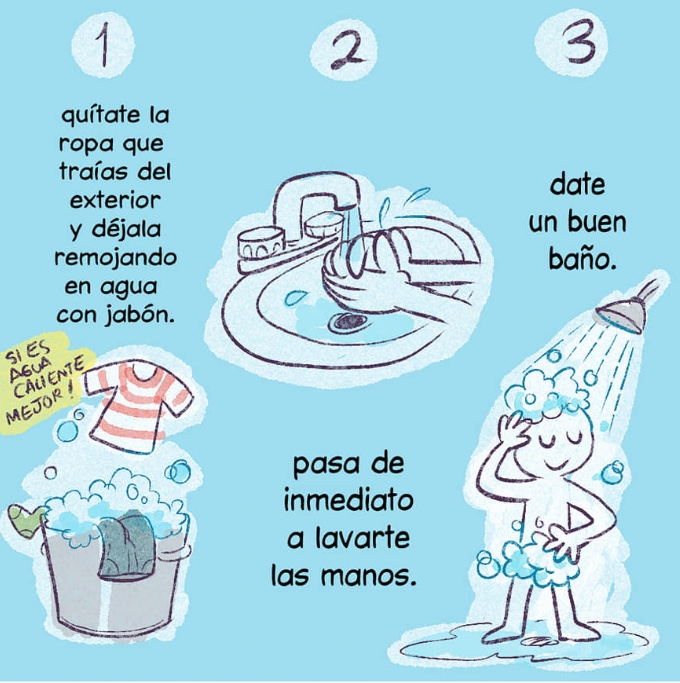 1
quítate la
ropa que
traías del
exterior
y déjala
remojando
en agua
con jabón.
SI ES
AGUA
CALIENTE
MEJOR!
2
pasa de
inmediato
a lavarte
las manos.
3
date
un buen
baño.